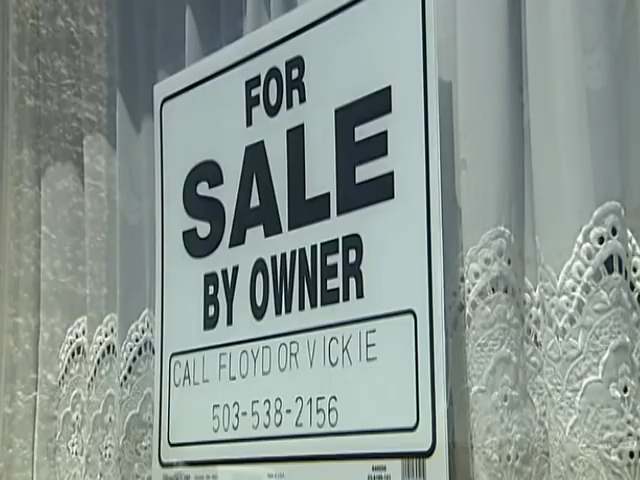 FOR
SALE
BY OWNER
CALL FLOYD OR VICKIE
503-538-2156